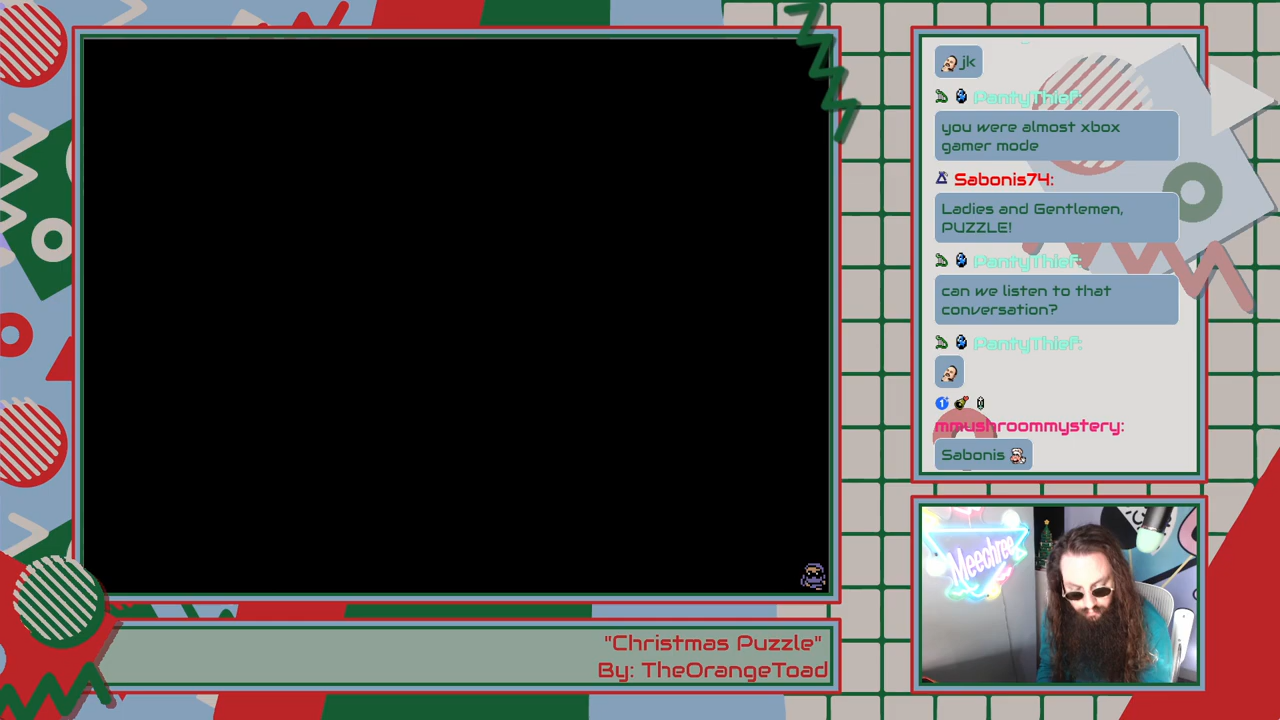 jk
PantyThief:
you were almost xbox
gamer mode
Sabonis74:
Ladies and Gentlemen,
PUZZLE!
PantyThief:
can we listen to that
conversation?
PantyThief:
1
mmushroommystery:
Sabonis
Meechree
"Christmas Puzzle"
By: TheOrangeToad